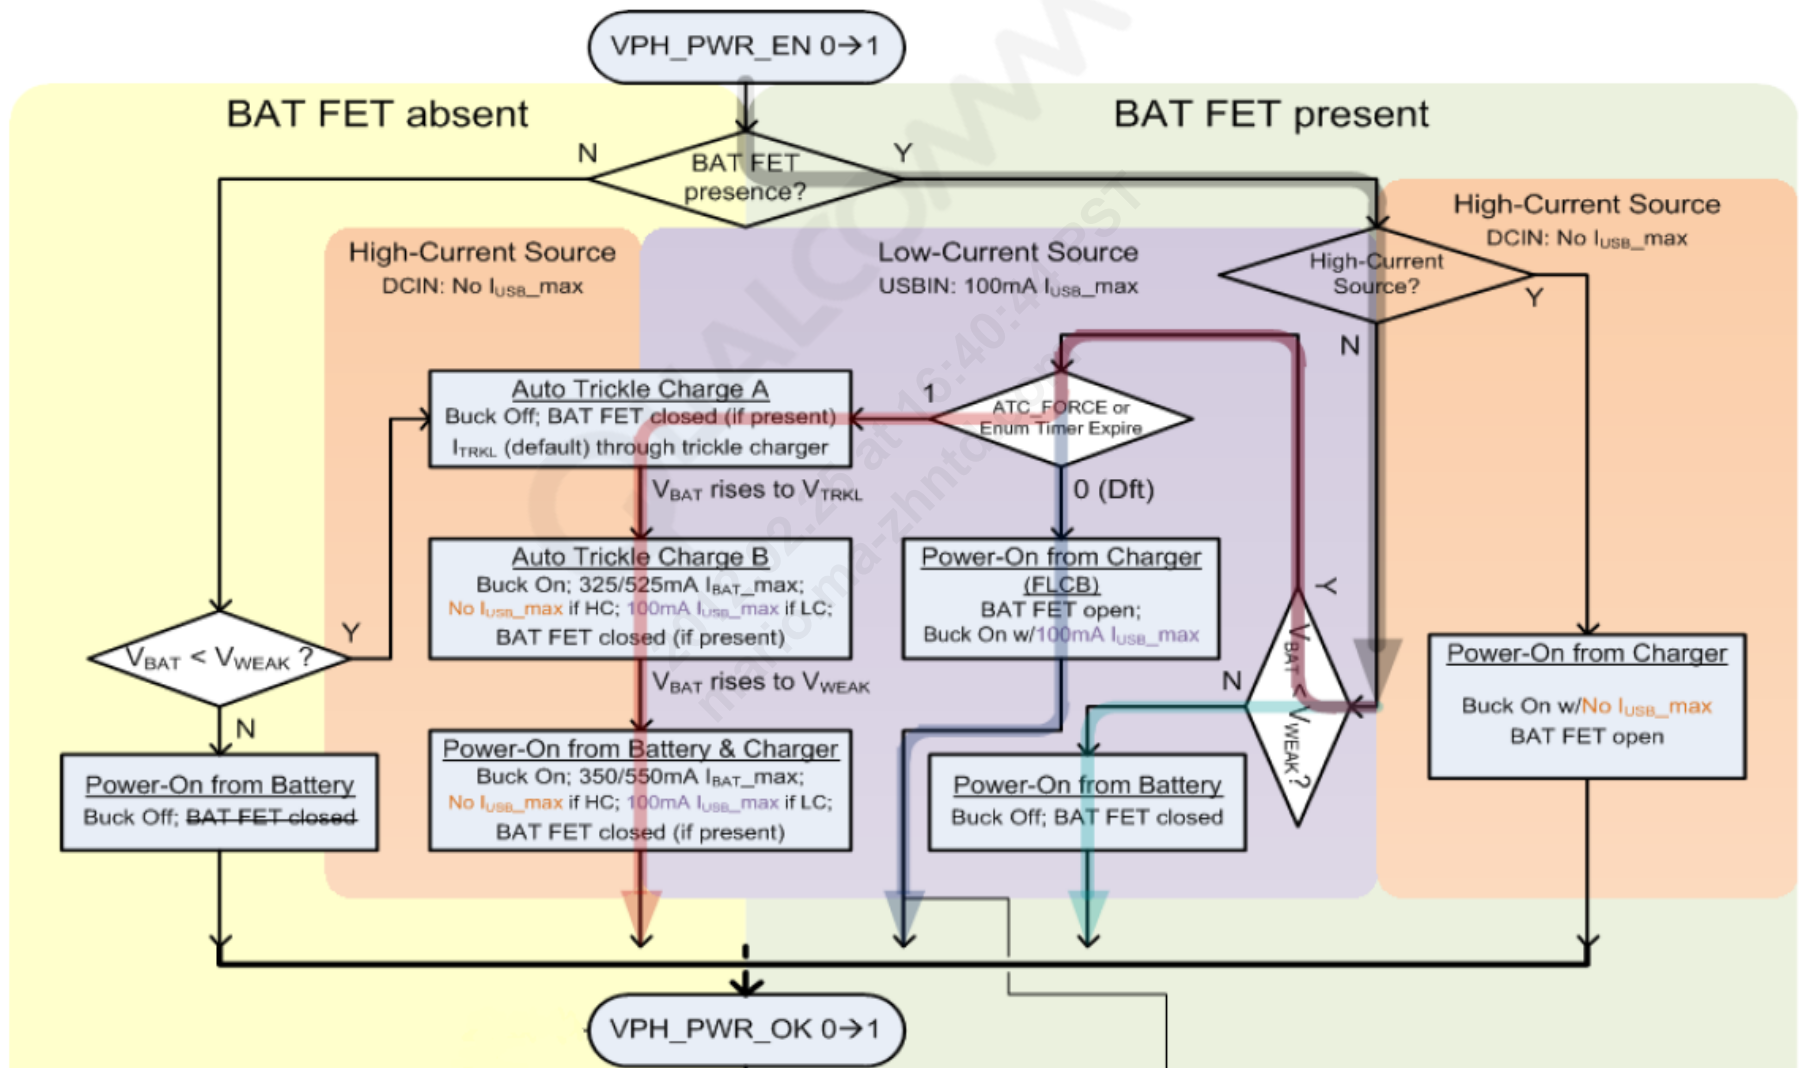 VPH_PWR_EN 0→1
BAT FET absent
BAT FET present
N
BAT FET
presence?
Y
High-Current Source
DCIN: No IUSB_max
Low-Current Source
USBIN: 100mA IUSB_max
High-Current Source
DCIN: No IUSB_max
High-Current
Source?
Y
N
Auto Trickle Charge A
Buck Off; BAT FET closed (if present)
ITRKL (default) through trickle charger
1
ATC_FORCE or
Enum Timer Expire
VBAT rises to VTRKL
0 (Dft)
Auto Trickle Charge B
Buck On; 325/525mA IBAT_max;
No IUSB_max if HC; 100mA IUSB_max if LC;
BAT FET closed (if present)
Power-On from Charger
(FLCB)
BAT FET open;
Buck On w/100mA IUSB_max
Y
VBAT < VWEAK?
N
VBAT < VWEAK ?
Y
N
VBAT rises to VWEAK
Power-On from Charger
Buck On w/No IUSB_max
BAT FET open
Power-On from Battery
Buck Off; BAT FET closed
Power-On from Battery & Charger
Buck On; 350/550mA IBAT_max;
No IUSB_max if HC; 100mA IUSB_max if LC;
BAT FET closed (if present)
Power-On from Battery
Buck Off; BAT FET closed
VPH_PWR_OK 0→1
QUALCOMM